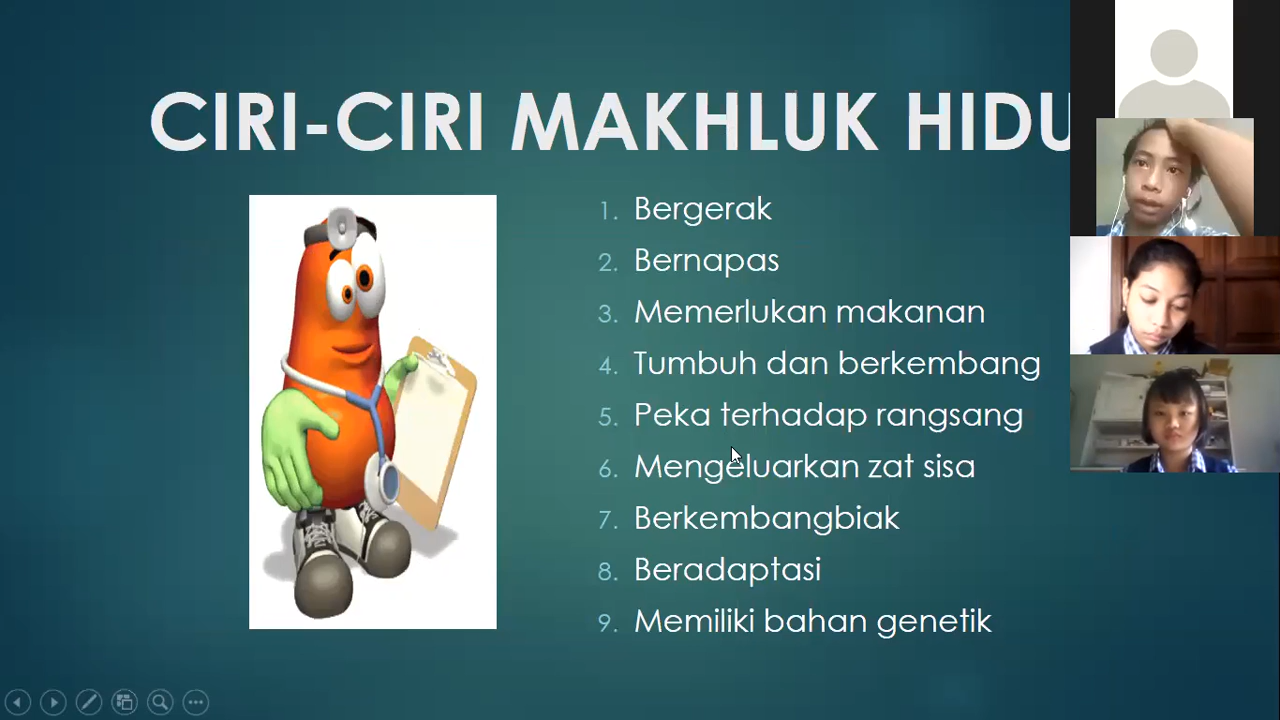 CIRI-CIRI MAKHLUK HIDU
1. Bergerak
2. Bernapas
3. Memerlukan makanan
4. Tumbuh dan berkembang
5. Peka terhadap rangsang
6. Mengeluarkan zat sisa
7. Berkembangbiak
8. Beradaptasi
9. Memiliki bahan genetik